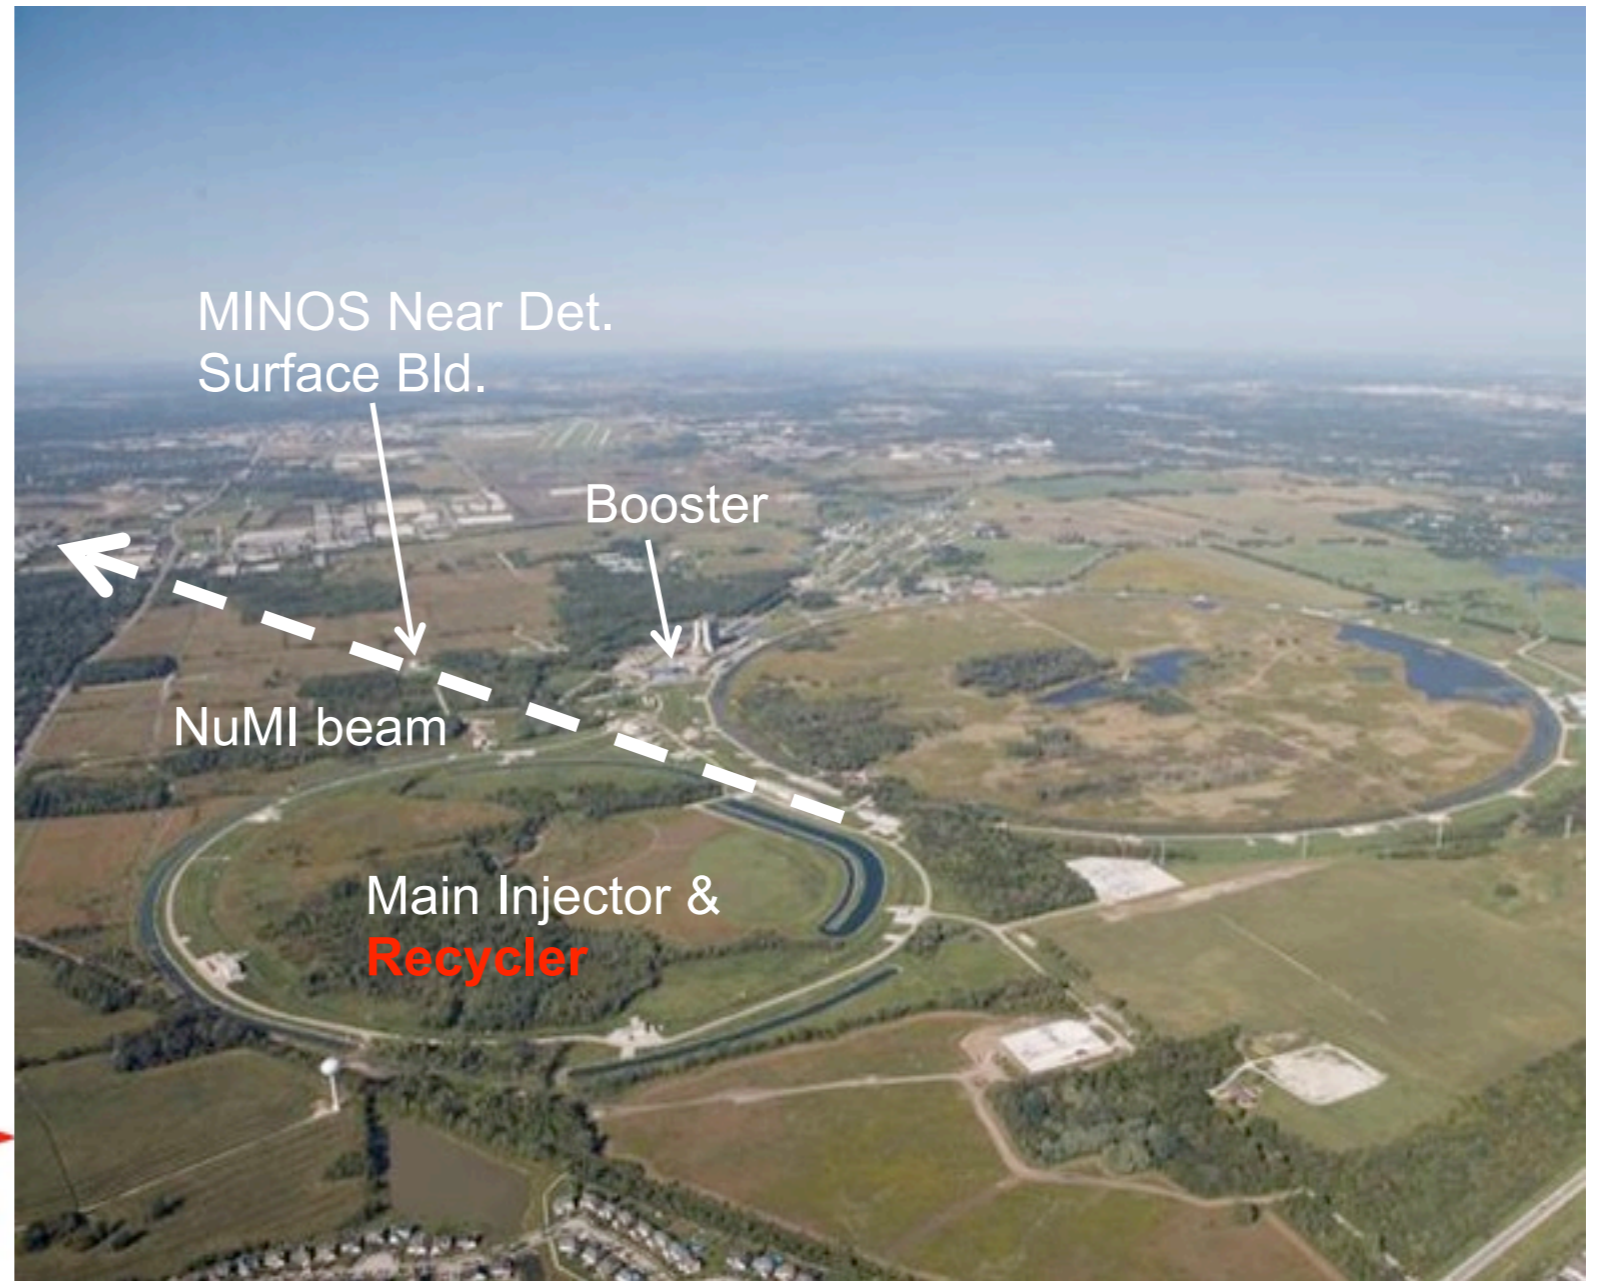 MINOS Near Det.
Surface Bld.
Booster
NuMI beam
Main Injector &
Recycler